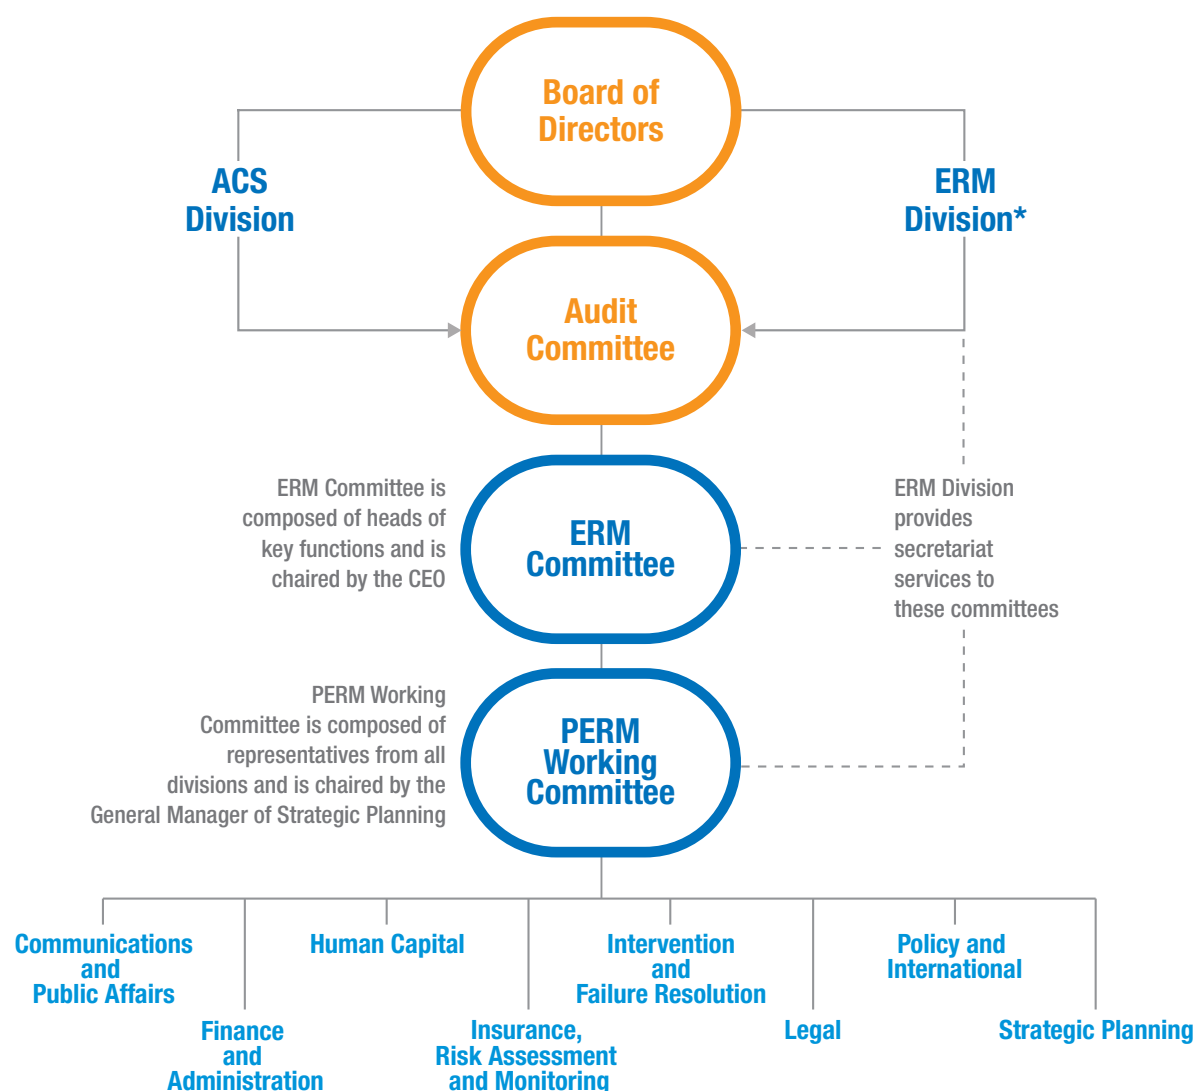 Board of
Directors
ACS
Division
ERM
Division*
Audit
Committee
ERM Committee is
composed of heads of
key functions and is
chaired by the CEO
ERM
Committee
ERM Division
provides
secretariat
services to
these committees
PERM Working
Committee is composed of
representatives from all
divisions and is chaired by the
General Manager of Strategic Planning
PERM
Working
Committee
Communications
and
Public Affairs
Finance
and
Administration
Human Capital
Insurance,
Risk Assessment
and Monitoring
Intervention
and
Failure Resolution
Legal
Policy and
International
Strategic Planning